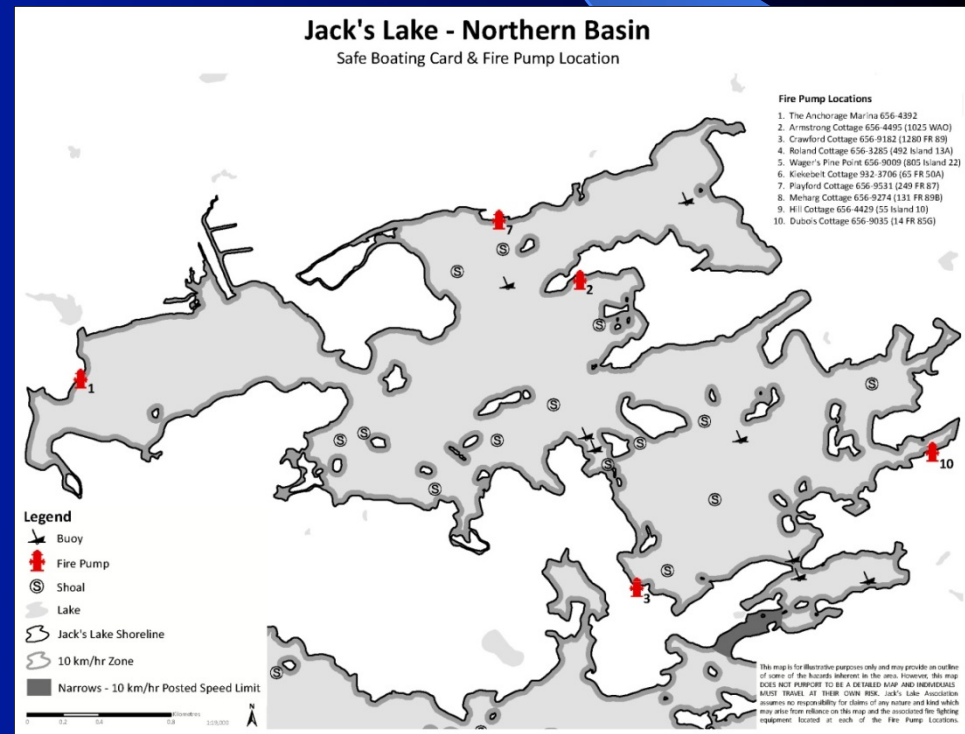 Jack's Lake - Northern Basin
Safe Boating Card & Fire Pump Location
Fire Pump Locations
1. The Anchorage Marina 656-4392
2. Armstrong Cottage 656-4495 (1025 WAO)
3. Crawford Cottage 656-9182 (1280 FR 89)
4. Roland Cottage 656-3285 (492 Island 13A)
5. Wager's Pine Point 656-9009 (805 Island 22)
6. Kiekebelt Cottage 932-3706 (65 FR 50A)
7. Playford Cottage 656-9531 (249 FR 87)
8. Meharg Cottage 656-9274 (131 FR 89B)
9. Hill Cottage 656-4429 (55 Island 10)
10. Dubois Cottage 656-9035 (14 FR 85G)
7
S
S
2
S
1
S
S
S
S
S
S
S
S
10
S
S
S
3
S
S
Legend
Buoy
Fire Pump
S Shoal
Lake
Jack's Lake Shoreline
10 km/hr Zone
Narrows - 10 km/hr Posted Speed Limit
Kilometres
0 0.2 0.4 0.8
N
This map is for illustrative purposes only and may provide an outline
of some of the hazards inherent in the area. However, this map
DOES NOT PURPORT TO BE A DETAILED MAP AND INDIVIDUALS
MUST TRAVEL AT THEIR OWN RISK. Jack's Lake Association
assumes no responsibility for claims of any nature and kind which
may arise from reliance on this map and the associated fire fighting
equipment located at each of the Fire Pump Locations.